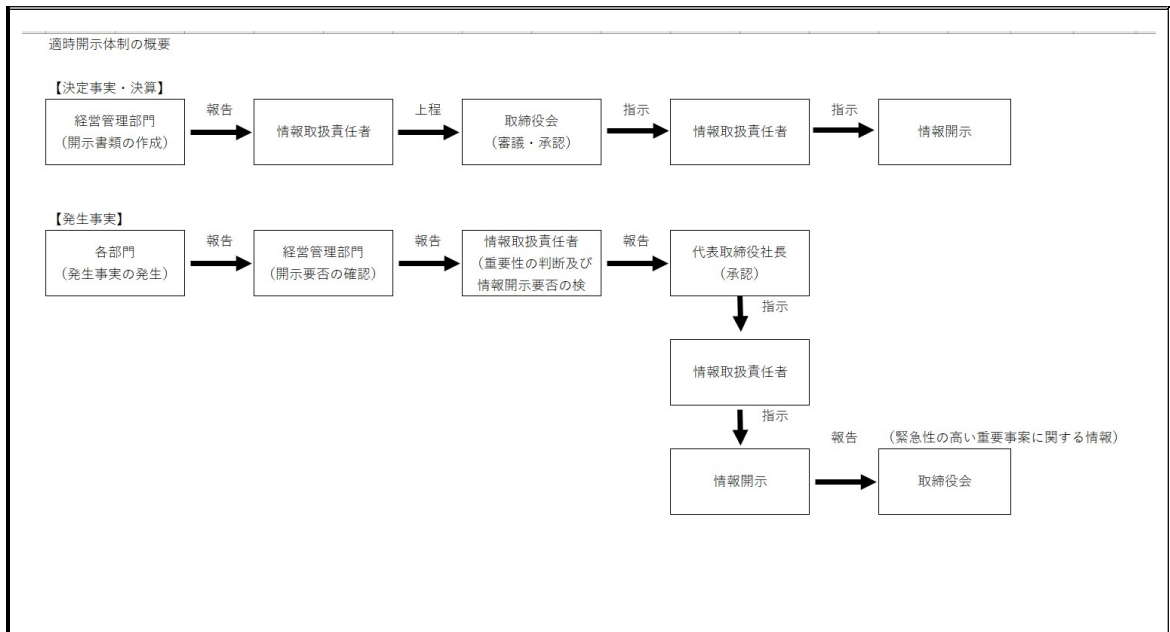 適時開示体制の概要
【決定事実・決算】
経営管理部門
（開示書類の作成）
報告
情報取扱責任者
上程
取締役会
（審議・承認）
指示
情報取扱責任者
指示
情報開示
【発生事実】
各部門
（発生事実の発生）
報告
経営管理部門
（開示要否の確認）
報告
情報取扱責任者
（重要性の判断及び
情報開示要否の検
報告
代表取締役社長
（承認）
指示
情報取扱責任者
指示
情報開示
報告
（緊急性の高い重要事案に関する情報）
取締役会